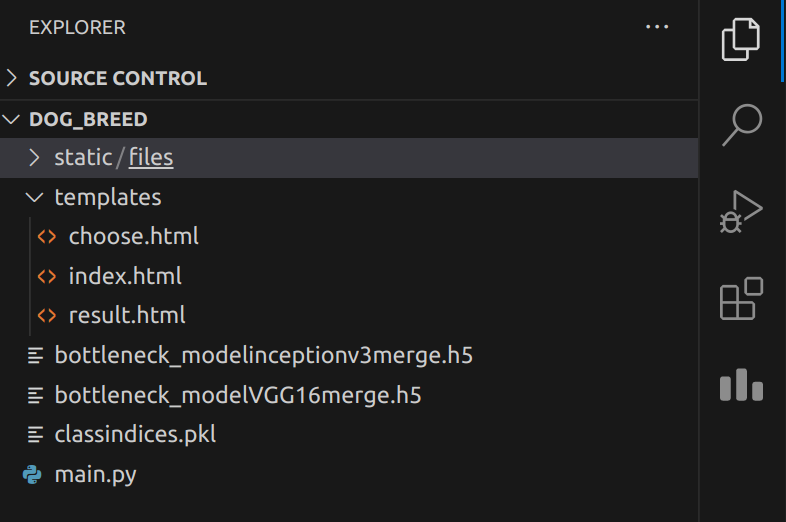 EXPLORER
SOURCE CONTROL
DOG_BREED
static/files
templates
choose.html
index.html
result.html
bottleneck_modelinceptionv3merge.h5
bottleneck_modelVGG16merge.h5
classindices.pkl
main.py